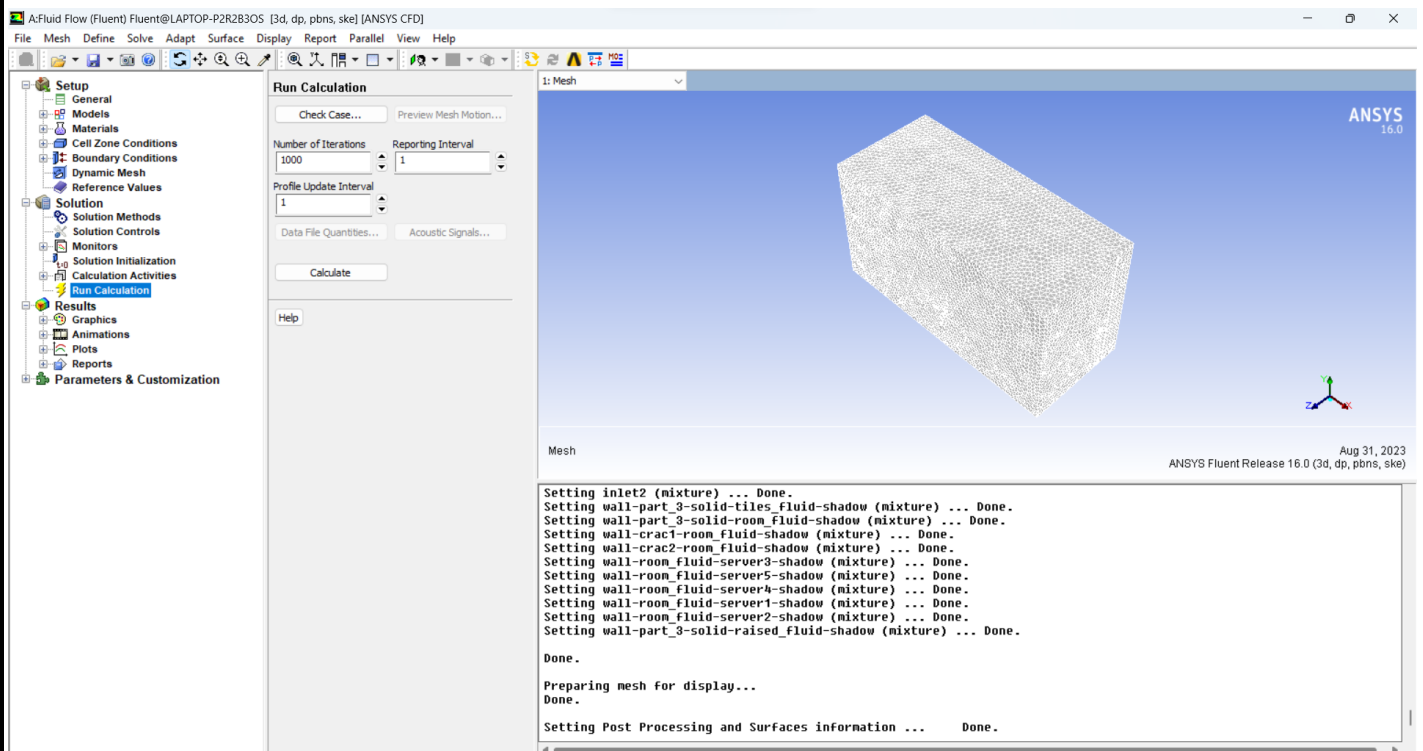 A:Fluid Flow (Fluent) Fluent@LAPTOP-P2R2B3OS [3d, dp, pbns, ske] [ANSYS CFD]
File Mesh Define Solve Adapt Surface Display Report Parallel View Help
Setup
General
Models
Materials
Cell Zone Conditions
Boundary Conditions
Dynamic Mesh
Reference Values
Solution
Solution Methods
Solution Controls
Monitors
Solution Initialization
Calculation Activities
Run Calculation
Results
Graphics
Animations
Plots
Reports
Parameters & Customization
Run Calculation
Check Case... Preview Mesh Motion...
Number of Iterations Reporting Interval
1000 1
Profile Update Interval
1
Data File Quantities... Acoustic Signals...
Calculate
Help
1: Mesh
ANSYS
16.0
Y
Z X
Mesh
Aug 31, 2023
ANSYS Fluent Release 16.0 (3d, dp, pbns, ske)
Setting inlet2 (mixture) ... Done.
Setting wall-part_3-solid-tiles_fluid-shadow (mixture) ... Done.
Setting wall-part_3-solid-room_fluid-shadow (mixture) ... Done.
Setting wall-crac1-room_fluid-shadow (mixture) ... Done.
Setting wall-crac2-room_fluid-shadow (mixture) ... Done.
Setting wall-room_fluid-server3-shadow (mixture) ... Done.
Setting wall-room_fluid-server5-shadow (mixture) ... Done.
Setting wall-room_fluid-server4-shadow (mixture) ... Done.
Setting wall-room_fluid-server1-shadow (mixture) ... Done.
Setting wall-room_fluid-server2-shadow (mixture) ... Done.
Setting wall-part_3-solid-raised_fluid-shadow (mixture) ... Done.
Done.
Preparing mesh for display...
Done.
Setting Post Processing and Surfaces information ... Done.